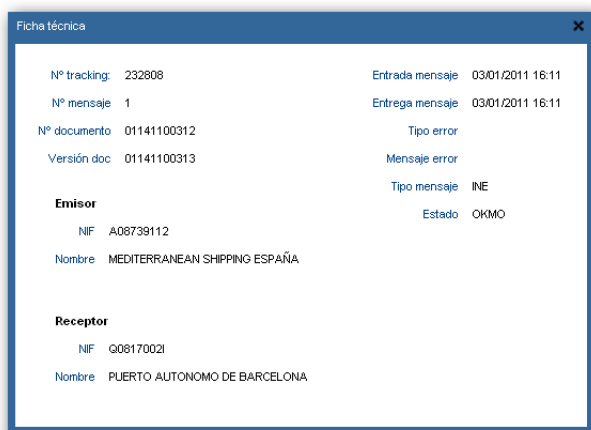 Ficha técnica
Nº tracking: 232808
Entrada mensaje 03/01/2011 16:11
Nº mensaje 1
Entrega mensaje 03/01/2011 16:11
Nº documento 01141100312
Tipo error
Versión doc 01141100313
Mensaje error
Tipo mensaje INE
Emisor
Estado OKMO
NIF A08739112
Nombre MEDITERRANEAN SHIPPING ESPAÑA
Receptor
NIF Q0817002I
Nombre PUERTO AUTONOMO DE BARCELONA